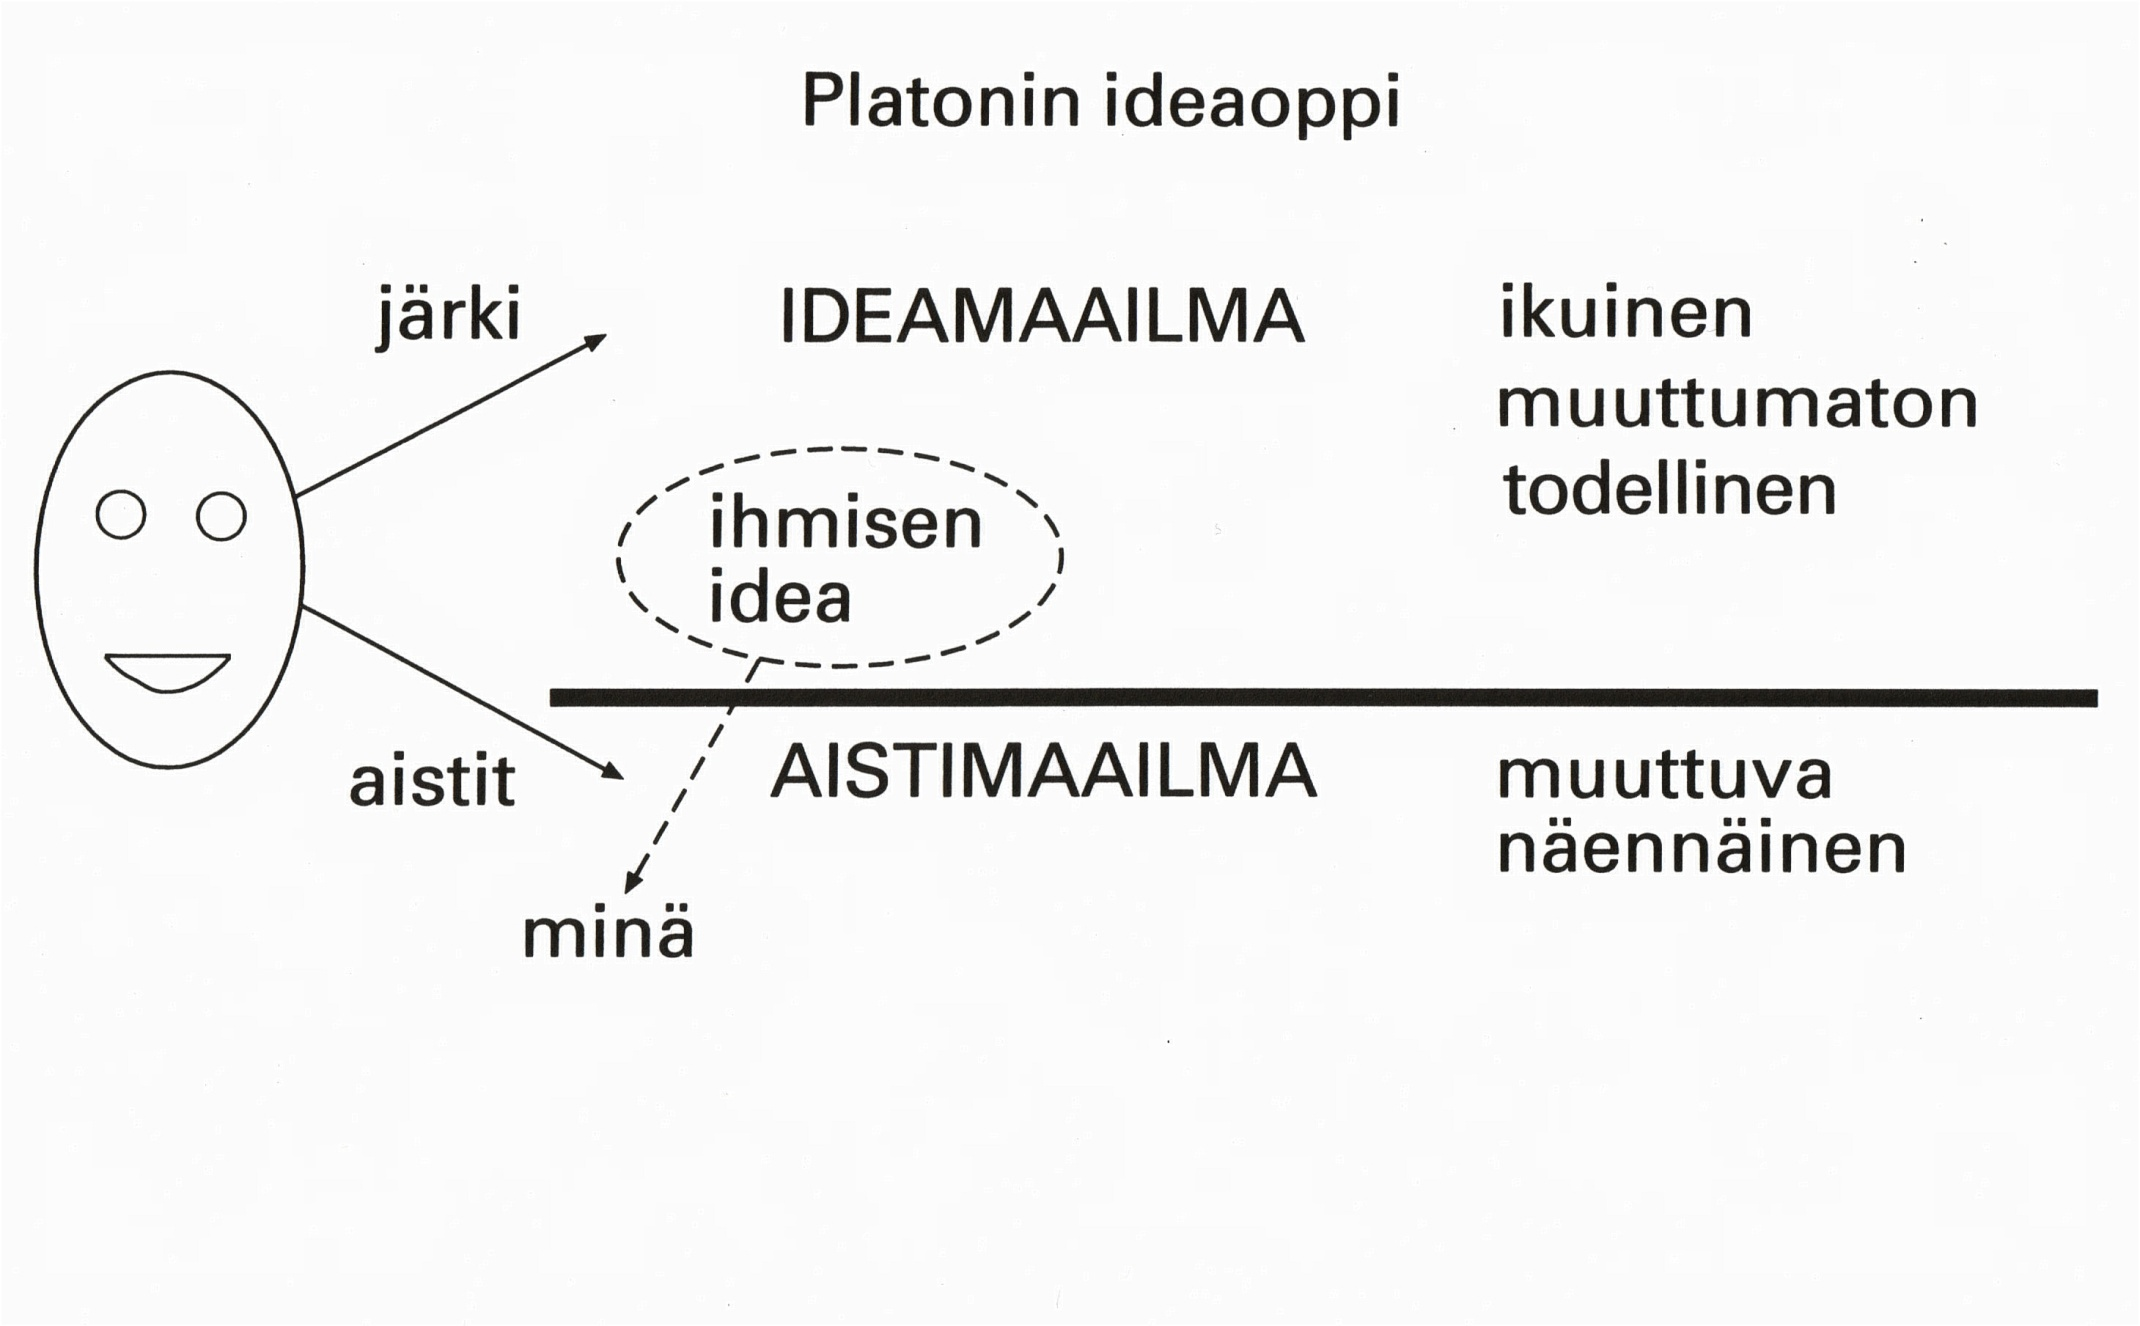 Platonin ideaoppi
järki
IDEAMAAILMA
ikuinen
muuttumaton
todellinen
ihmisen
idea
aistit
AISTIMAAILMA
muuttuva
näennäinen
minä